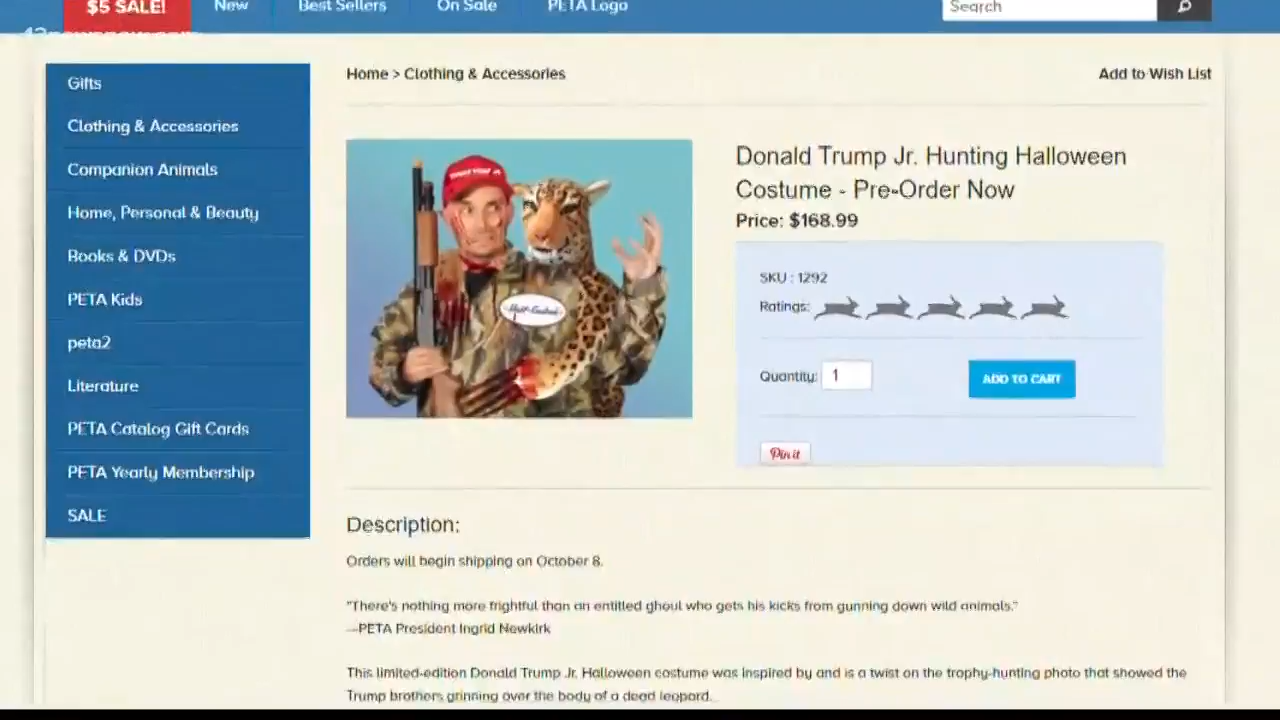 $5 SALE!
New
Best Sellers
On Sale
PETA Logo
Search
Gifts
Clothing & Accessories
Companion Animals
Home, Personal & Beauty
Books & DVDs
PETA Kids
peta2
Literature
PETA Catalog Gift Cards
PETA Yearly Membership
SALE
Home > Clothing & Accessories
Add to Wish List
Donald Trump Jr. Hunting Halloween
Costume - Pre-Order Now
Price: $168.99
SKU : 1292
Ratings:
Quantity: 1
ADD TO CART
Pin it
Description:
Orders will begin shipping on October 8.
"There's nothing more frightful than an entitled ghoul who gets his kicks from gunning down wild animals."
—PETA President Ingrid Newkirk
This limited-edition Donald Trump Jr. Halloween costume was inspired by and is a twist on the trophy-hunting photo that showed the
Trump brothers grinning over the body of a dead leopard.